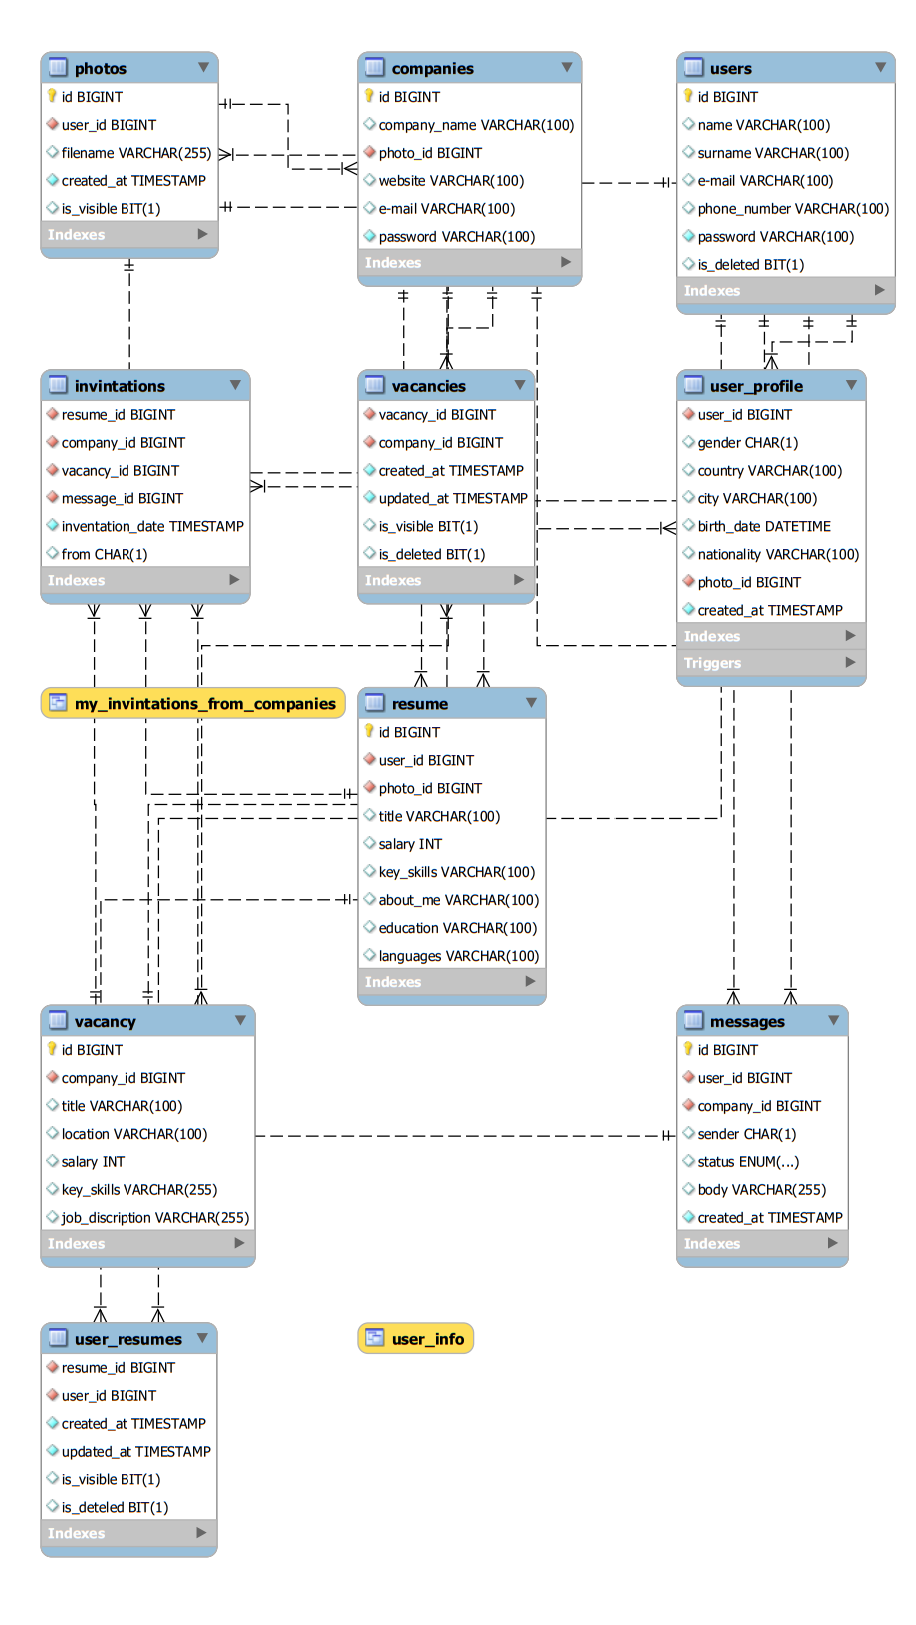 photos
id BIGINT
user_id BIGINT
filename VARCHAR(255)
created_at TIMESTAMP
is_visible BIT(1)
Indexes
companies
id BIGINT
company_name VARCHAR(100)
photo_id BIGINT
website VARCHAR(100)
e-mail VARCHAR(100)
password VARCHAR(100)
Indexes
users
id BIGINT
name VARCHAR(100)
surname VARCHAR(100)
e-mail VARCHAR(100)
phone_number VARCHAR(100)
password VARCHAR(100)
is_deleted BIT(1)
Indexes
invintations
resume_id BIGINT
company_id BIGINT
vacancy_id BIGINT
message_id BIGINT
inventation_date TIMESTAMP
from CHAR(1)
Indexes
vacancies
vacancy_id BIGINT
company_id BIGINT
created_at TIMESTAMP
updated_at TIMESTAMP
is_visible BIT(1)
is_deleted BIT(1)
Indexes
user_profile
user_id BIGINT
gender CHAR(1)
country VARCHAR(100)
city VARCHAR(100)
birth_date DATETIME
nationality VARCHAR(100)
photo_id BIGINT
created_at TIMESTAMP
Indexes
Triggers
my_invintations_from_companies
resume
id BIGINT
user_id BIGINT
photo_id BIGINT
title VARCHAR(100)
salary INT
key_skills VARCHAR(100)
about_me VARCHAR(100)
education VARCHAR(100)
languages VARCHAR(100)
Indexes
vacancy
id BIGINT
company_id BIGINT
title VARCHAR(100)
location VARCHAR(100)
salary INT
key_skills VARCHAR(255)
job_discription VARCHAR(255)
Indexes
messages
id BIGINT
user_id BIGINT
company_id BIGINT
sender CHAR(1)
status ENUM(...)
body VARCHAR(255)
created_at TIMESTAMP
Indexes
user_resumes
resume_id BIGINT
user_id BIGINT
created_at TIMESTAMP
updated_at TIMESTAMP
is_visible BIT(1)
is_deteled BIT(1)
Indexes
user_info